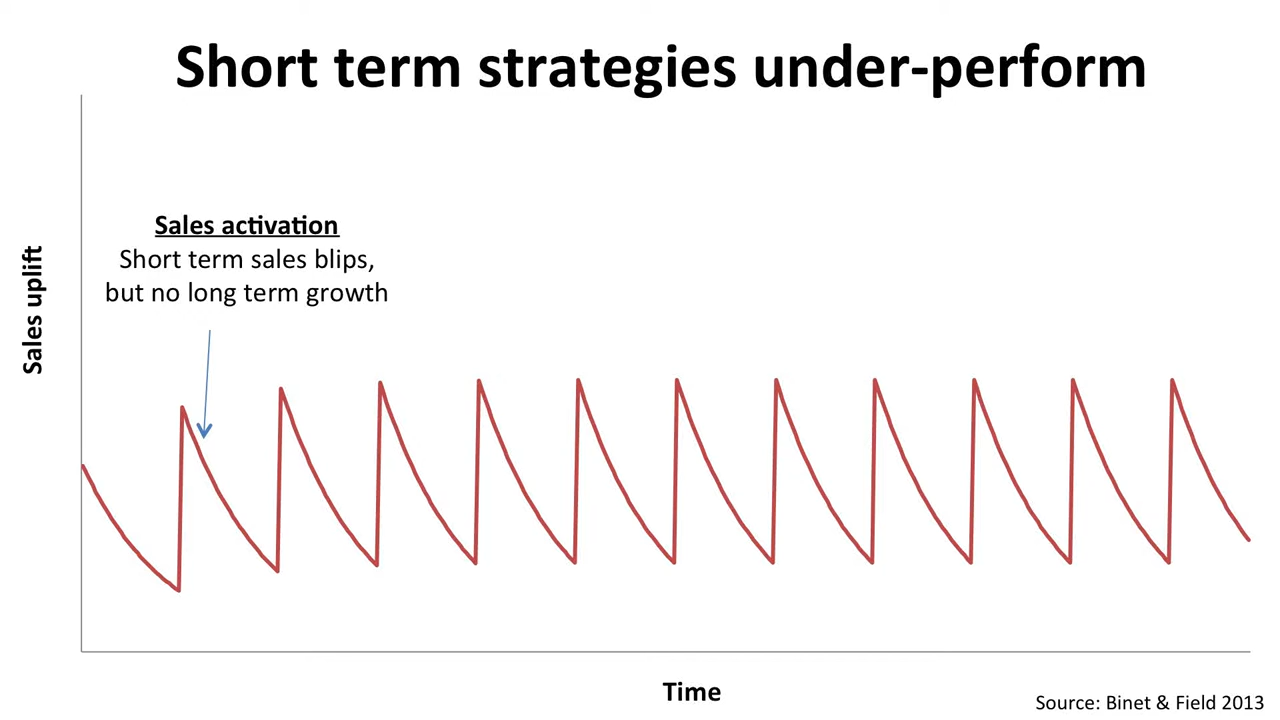 Short term strategies under-perform
Sales activation
Short term sales blips,
but no long term growth
Sales uplift
Time
Source: Binet & Field 2013